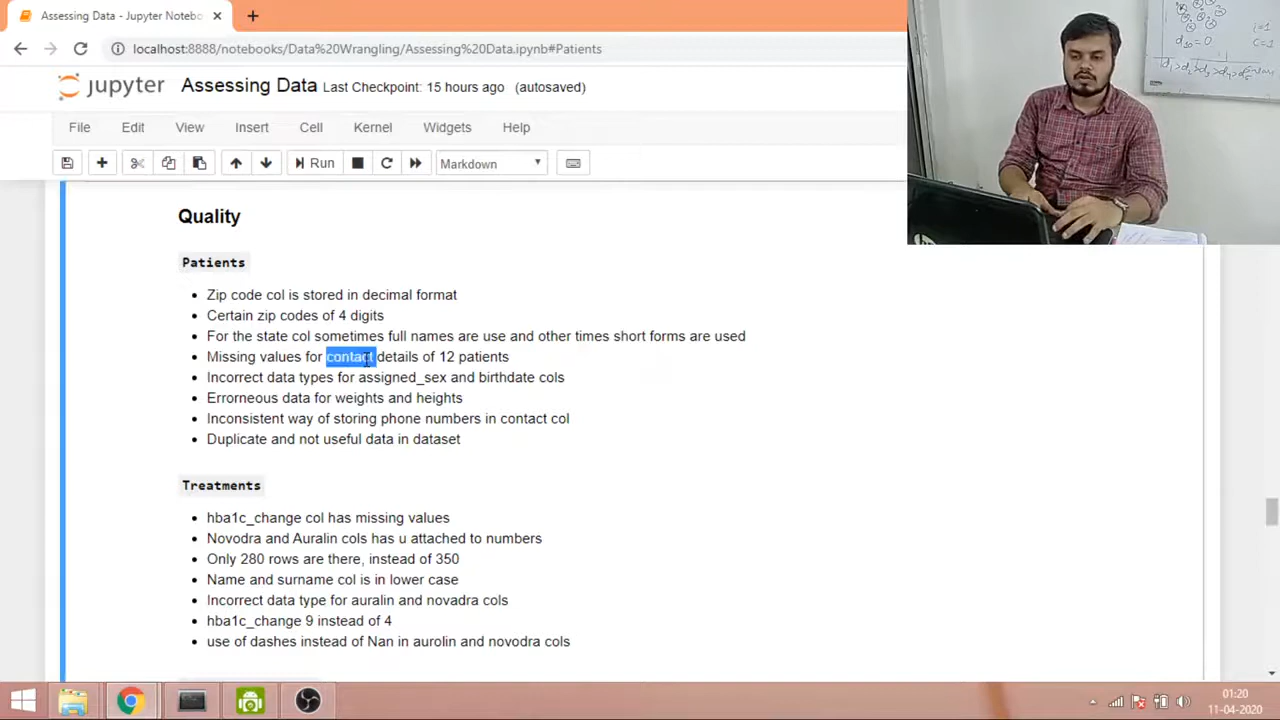 Assessing Data - Jupyter Notebo
localhost:8888/notebooks/Data%20Wrangling/Assessing%20Data.ipynb#Patients
jupyter Assessing Data Last Checkpoint: 15 hours ago (autosaved)
File Edit View Insert Cell Kernel Widgets Help
Run Markdown
Quality
Patients
Zip code col is stored in decimal format
Certain zip codes of 4 digits
For the state col sometimes full names are use and other times short forms are used
Missing values for contact details of 12 patients
Incorrect data types for assigned_sex and birthdate cols
Errorneous data for weights and heights
Inconsistent way of storing phone numbers in contact col
Duplicate and not useful data in dataset
Treatments
hba1c_change col has missing values
Novodra and Auralin cols has u attached to numbers
Only 280 rows are there, instead of 350
Name and surname col is in lower case
Incorrect data type for auralin and novadra cols
hba1c_change 9 instead of 4
use of dashes instead of Nan in aurolin and novodra cols
01:20
11-04-2020